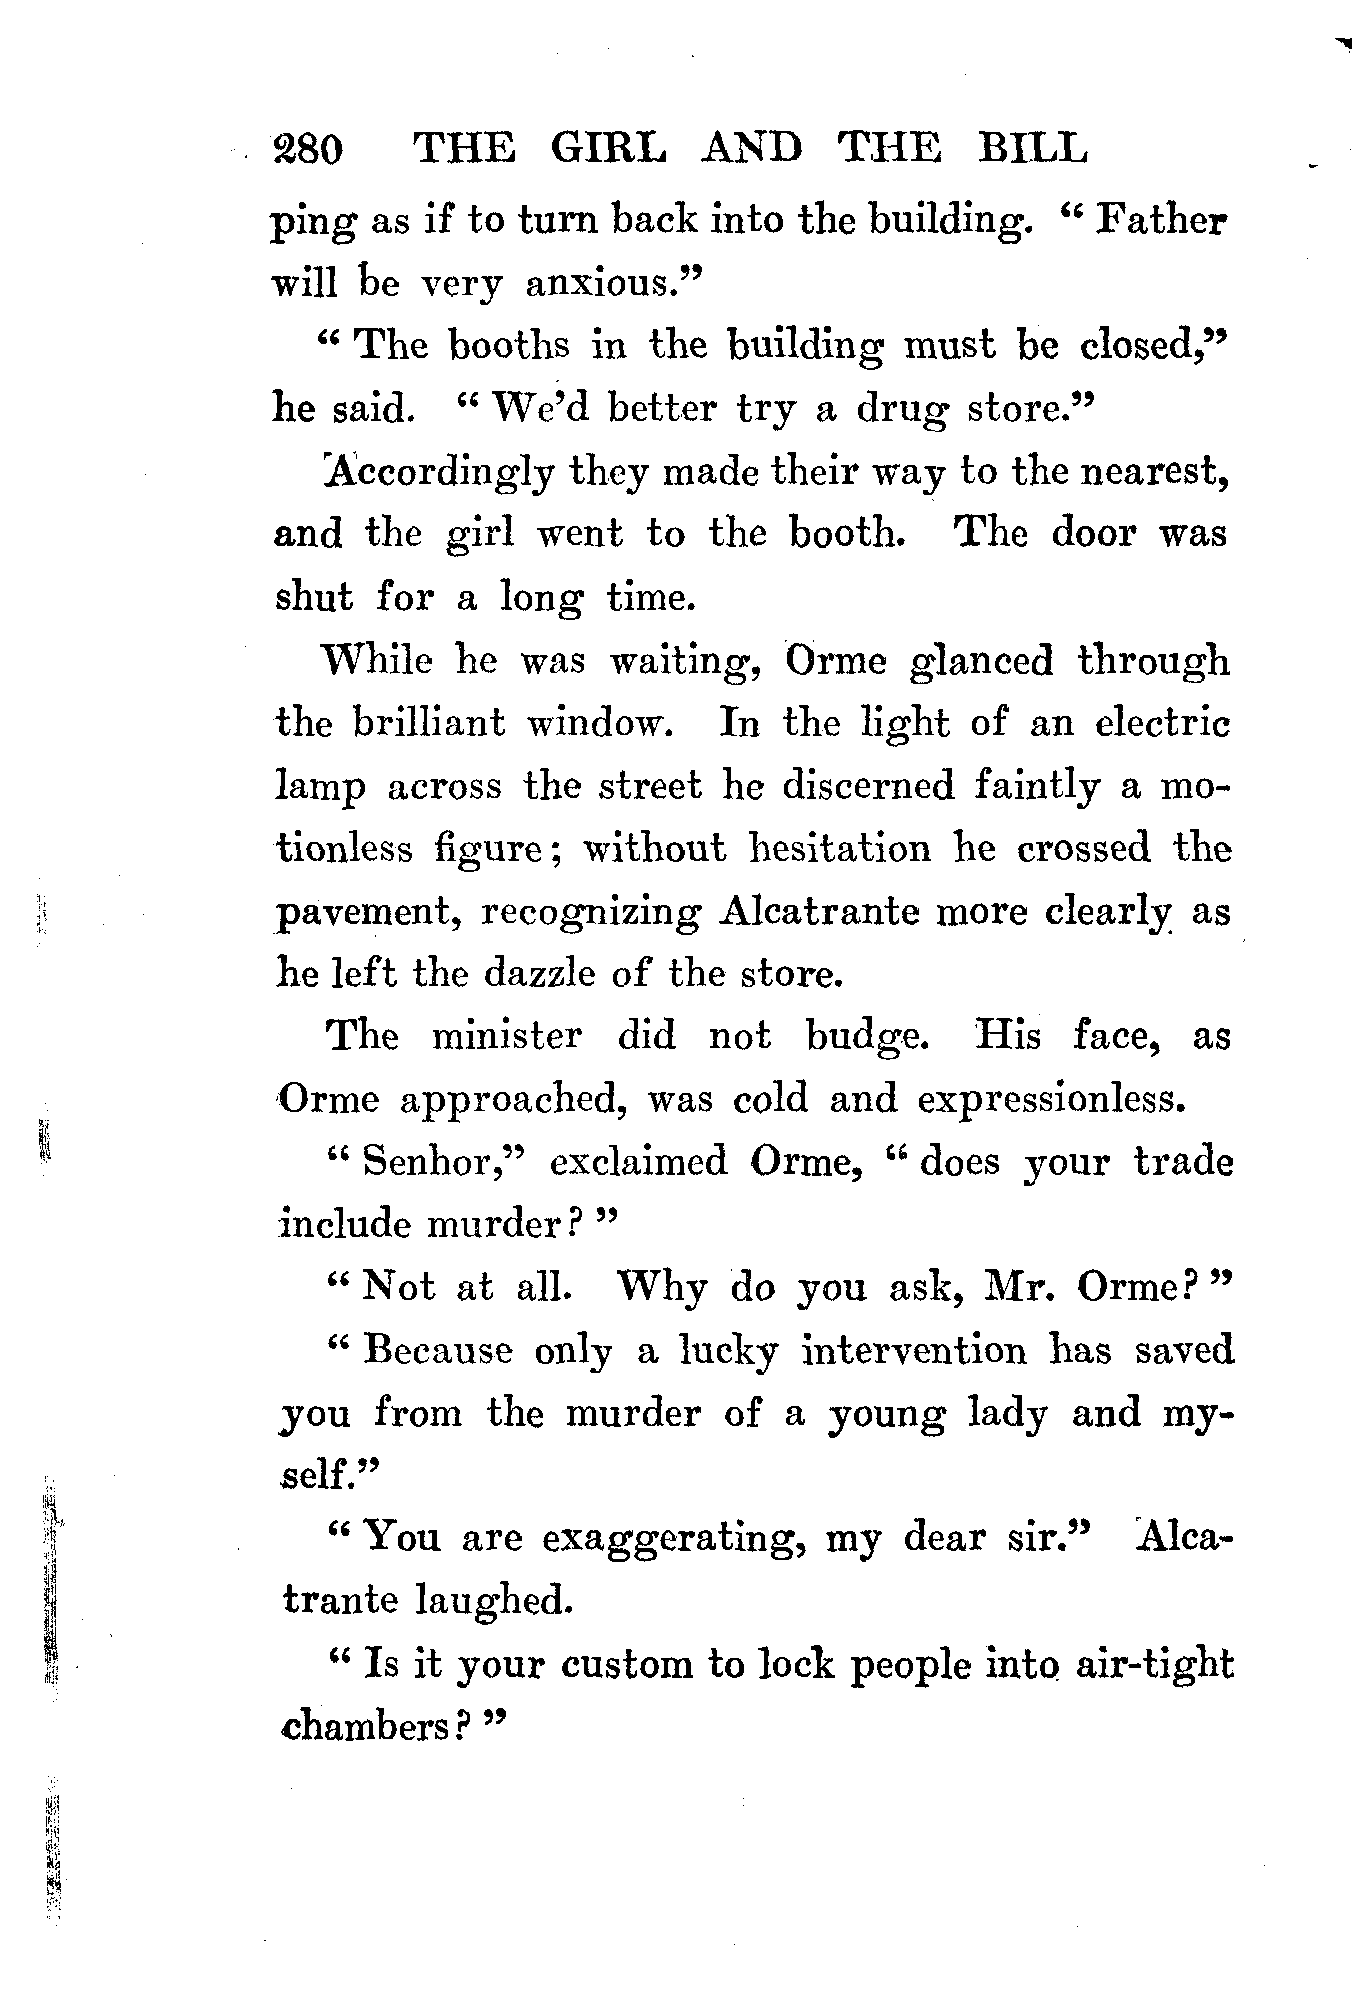 280 THE GIRL AND THE BILL
ping as if to turn back into the building. “ Father
will be very anxious.”
“ The booths in the building must be closed,”
he said. “ We’d better try a drug store.”
Accordingly they made their way to the nearest,
and the girl went to the booth. The door was
shut for a long time.
While he was waiting, Orme glanced through
the brilliant window. In the light of an electric
lamp across the street he discerned faintly a mo-
tionless figure; without hesitation he crossed the
pavement, recognizing Alcatrante more clearly as
he left the dazzle of the store.
The minister did not budge. His face, as
Orme approached, was cold and expressionless.
“ Senhor,” exclaimed Orme, “ does your trade
include murder? ”
“ Not at all. Why do you ask, Mr. Orme? ”
“ Because only a lucky intervention has saved
you from the murder of a young lady and my-
self.”
“ You are exaggerating, my dear sir.” Alca-
trante laughed.
“ Is it your custom to lock people into air-tight
chambers? ”